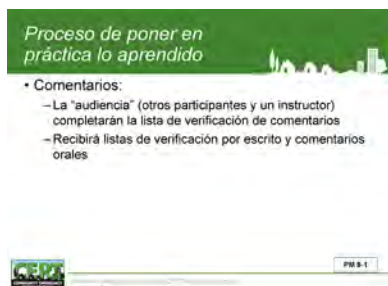 Proceso de poner en
práctica lo aprendido
• Comentarios:
– La “audiencia” (otros participantes y un instructor)
completarán la lista de verificación de comentarios
– Recibirá listas de verificación por escrito y comentarios
orales
CERT
PM 8-1